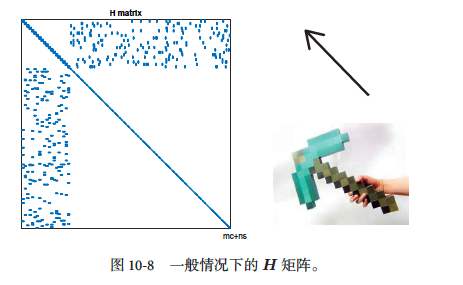 H matrix
mc+ns
图 10-8 一般情况下的 H 矩阵。